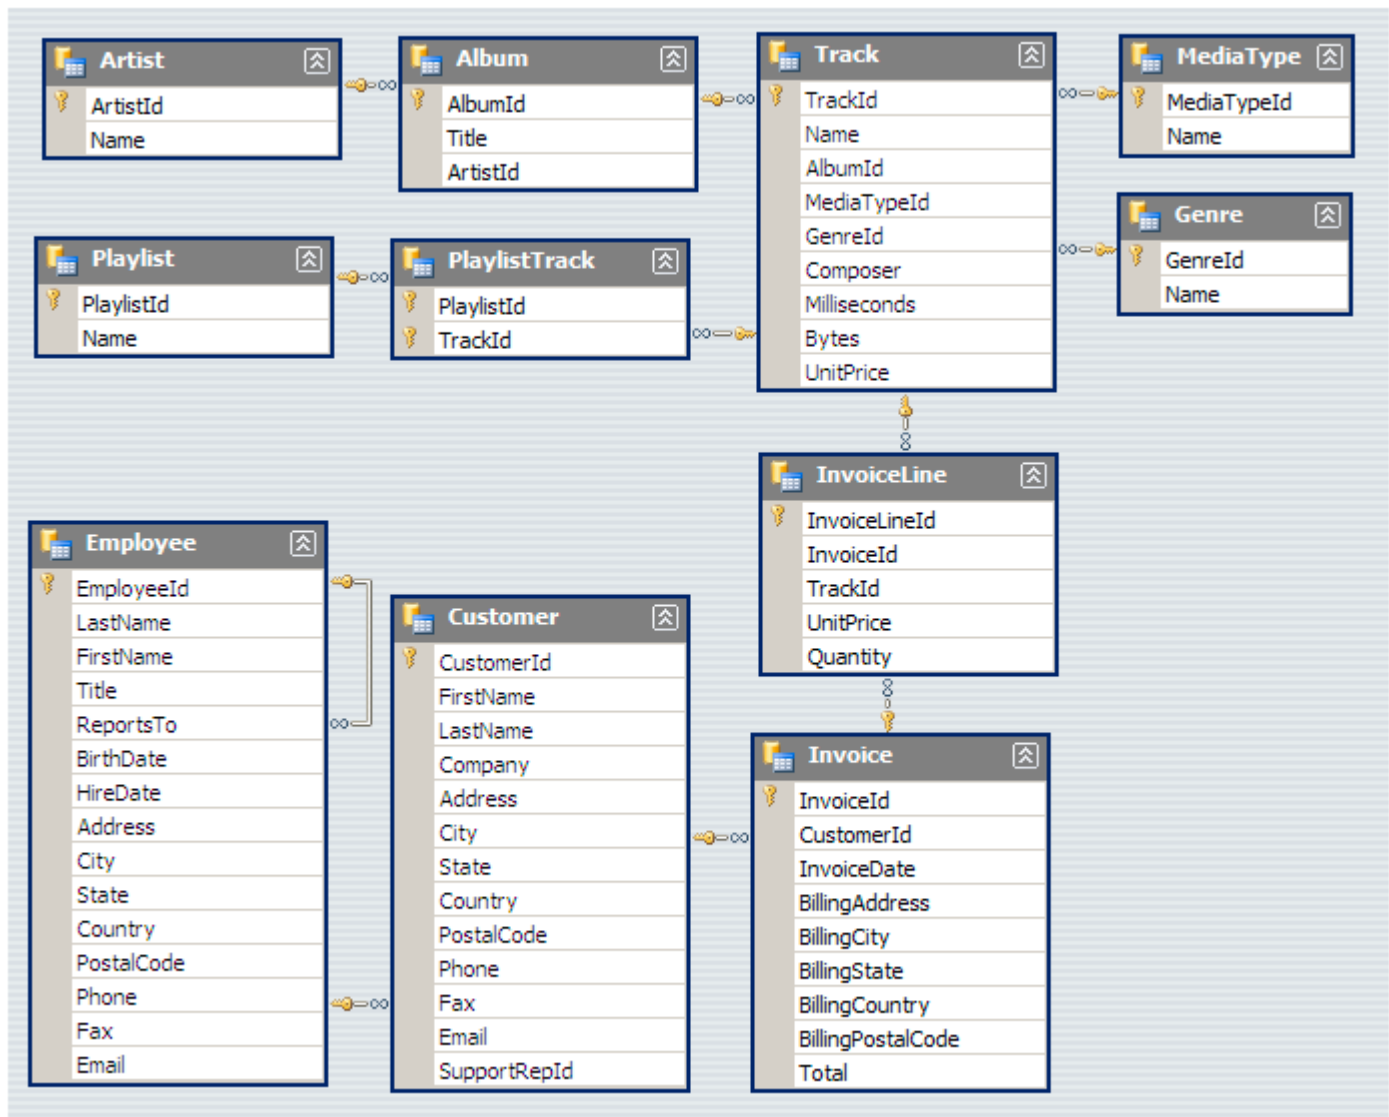 Artist
ArtistId
Name
Album
AlbumId
Title
ArtistId
Track
TrackId
Name
AlbumId
MediaTypeId
GenreId
Composer
Milliseconds
Bytes
UnitPrice
MediaType
MediaTypeId
Name
Genre
GenreId
Name
Playlist
PlaylistId
Name
PlaylistTrack
PlaylistId
TrackId
InvoiceLine
InvoiceLineId
InvoiceId
TrackId
UnitPrice
Quantity
Employee
EmployeeId
LastName
FirstName
Title
ReportsTo
BirthDate
HireDate
Address
City
State
Country
PostalCode
Phone
Fax
Email
Customer
CustomerId
FirstName
LastName
Company
Address
City
State
Country
PostalCode
Phone
Fax
Email
SupportRepId
Invoice
InvoiceId
CustomerId
InvoiceDate
BillingAddress
BillingCity
BillingState
BillingCountry
BillingPostalCode
Total